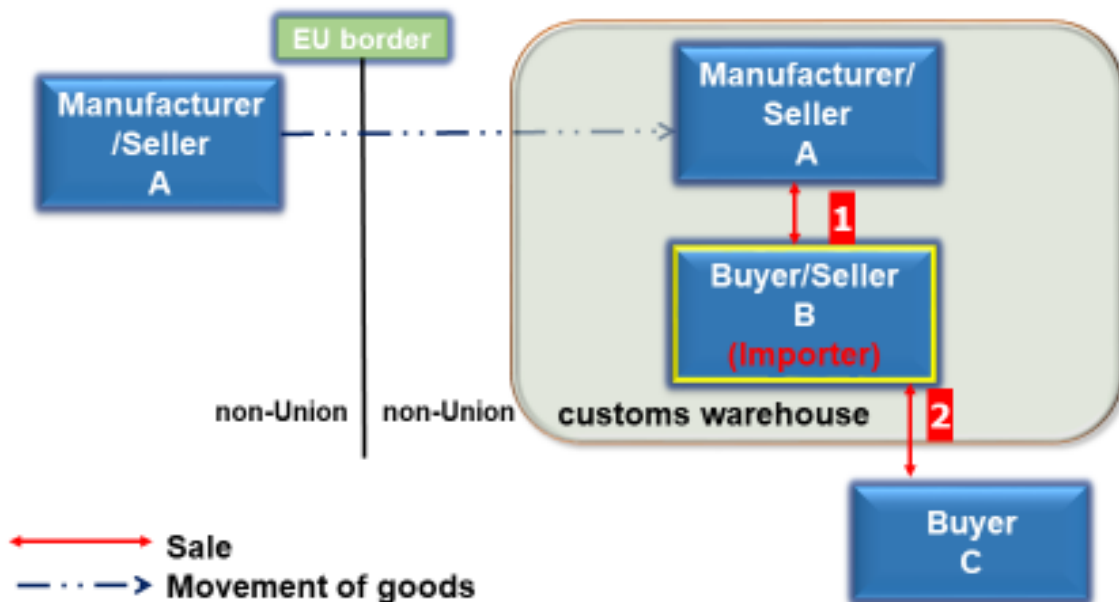 EU border
Manufacturer
/Seller
A
Manufacturer/
Seller
A
1
Buyer/Seller
B
(Importer)
non-Union
non-Union
customs warehouse
2
Buyer
C
Sale
Movement of goods